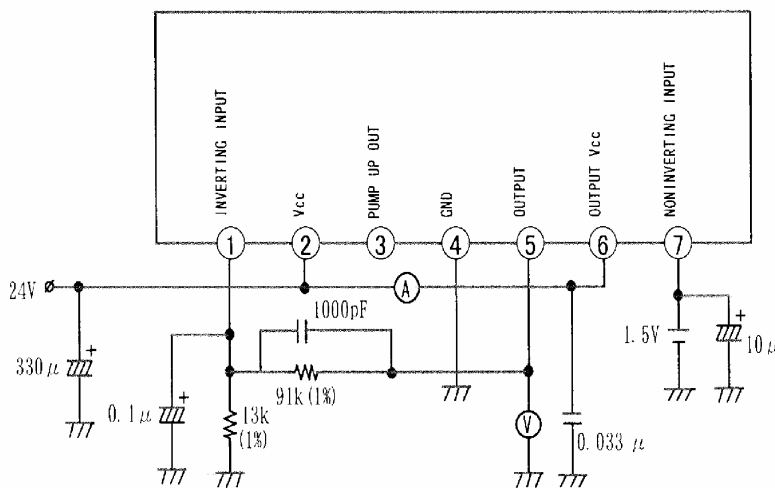 INVERTING INPUT
Vcc
PUMP UP OUT
GND
OUTPUT
OUTPUT Vcc
NONINVERTING INPUT
1
2
3
4
5
6
7
24V
A
1000pF
330μ
0.1μ
91k(1%)
13k
(1%)
V
0.033 μ
1.5V
10μ
+
+
+